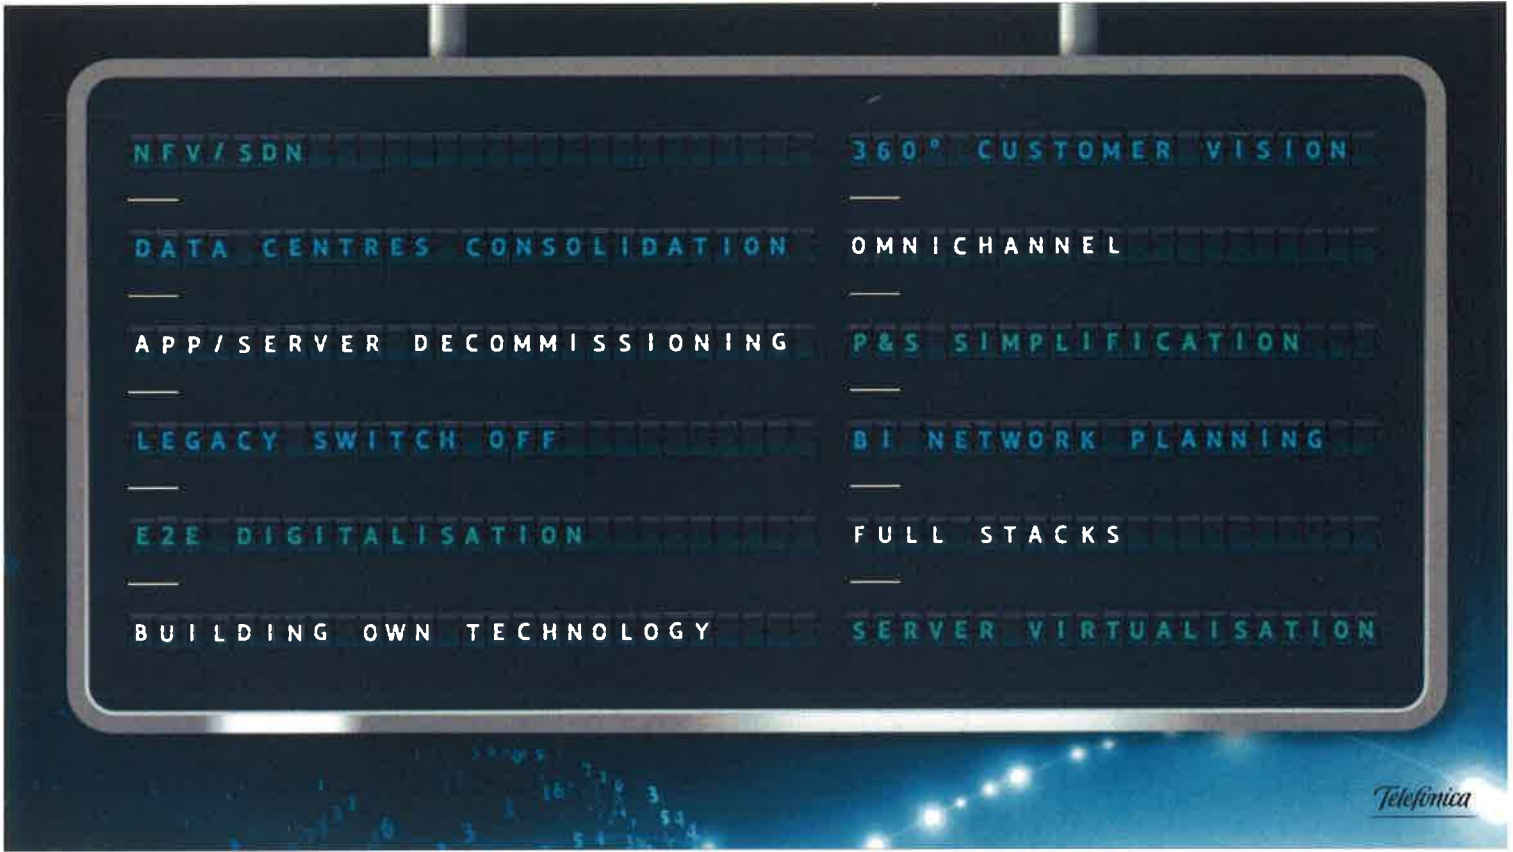 NFV/SDN
DATA CENTRES CONSOLIDATION
APP/SERVER DECOMMISSIONING
LEGACY SWITCH OFF
E2E DIGITALISATION
BUILDING OWN TECHNOLOGY
360º CUSTOMER VISION
OMNICHANNEL
P&S SIMPLIFICATION
BI NETWORK PLANNING
FULL STACKS
SERVER VIRTUALISATION
Telefónica